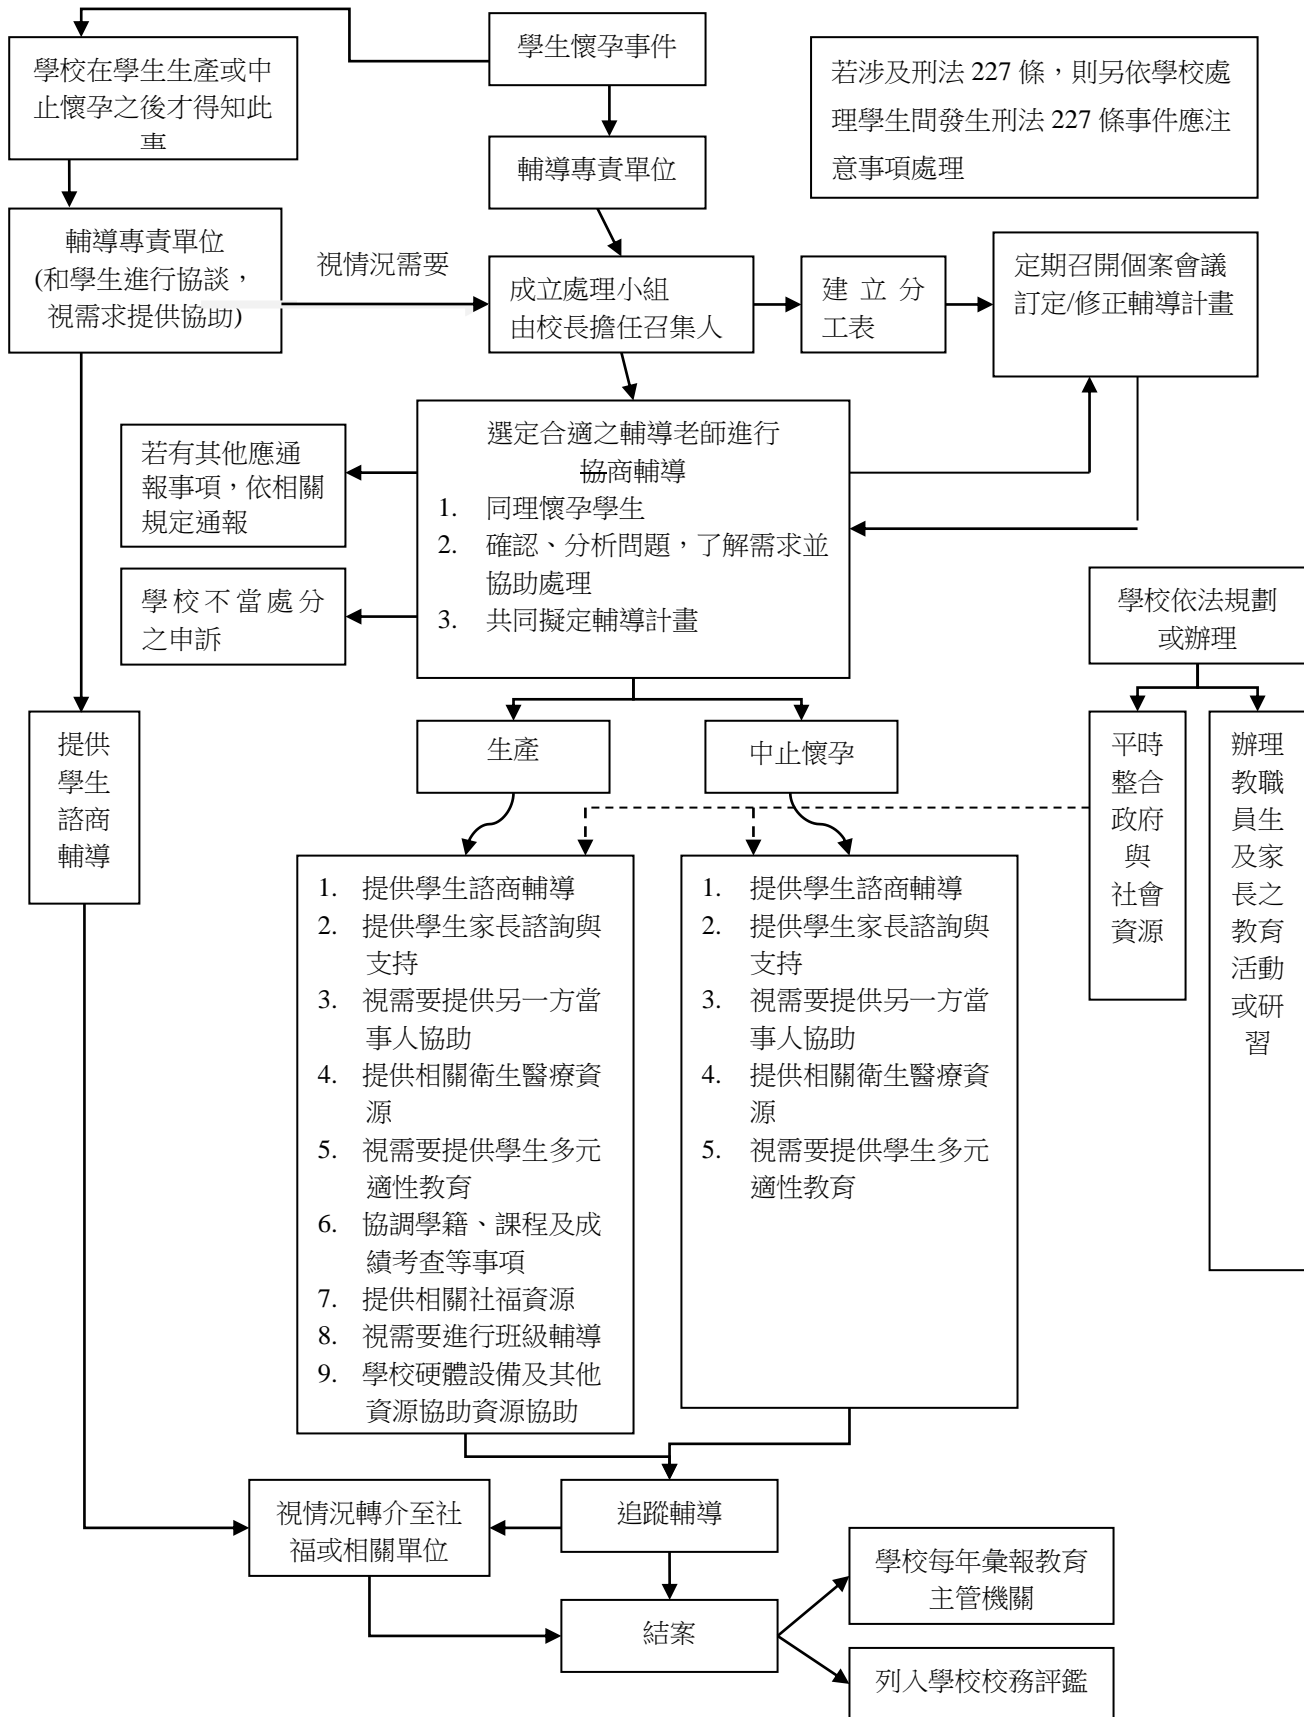 學生懷孕事件
學校在學生生產或中
止懷孕之後才得知此
事
若涉及刑法 227 條，則另依學校處
理學生間發生刑法 227 條事件應注
意事項處理
輔導專責單位
輔導專責單位
(和學生進行協談，
視需求提供協助)
視情況需要
成立處理小組
由校長擔任召集人
建立分
工表
定期召開個案會議
訂定/修正輔導計畫
選定合適之輔導老師進行
協商輔導
1. 同理懷孕學生
2. 確認、分析問題，了解需求並
協助處理
3. 共同擬定輔導計畫
若有其他應通
報事項，依相關
規定通報
學校不當處分
之申訴
學校依法規劃
或辦理
生產
中止懷孕
提供
學生
諮商
輔導
平時
整合
政府
與
社會
資源
辦理
教職
員生
及家
長之
教育
活動
或研
習
1. 提供學生諮商輔導
2. 提供學生家長諮詢與
支持
3. 視需要提供另一方當
事人協助
4. 提供相關衛生醫療資
源
5. 視需要提供學生多元
適性教育
6. 協調學籍、課程及成
績考查等事項
7. 提供相關社福資源
8. 視需要進行班級輔導
9. 學校硬體設備及其他
資源協助資源協助
1. 提供學生諮商輔導
2. 提供學生家長諮詢與
支持
3. 視需要提供另一方當
事人協助
4. 提供相關衛生醫療資
源
5. 視需要提供學生多元
適性教育
視情況轉介至社
福或相關單位
追蹤輔導
結案
學校每年彙報教育
主管機關
列入學校校務評鑑